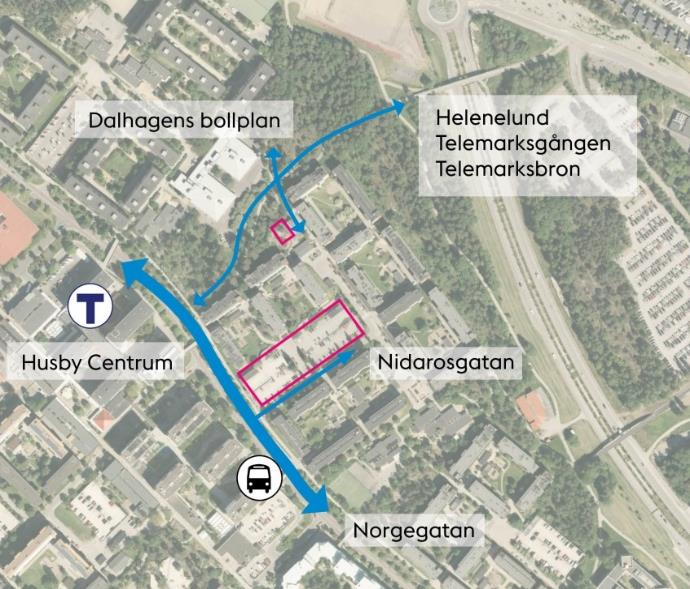 Dalhagens bollplan
Helenelund
Telemarksgången
Telemarksbron
T
Husby Centrum
Nidarosgatan
Norgegatan